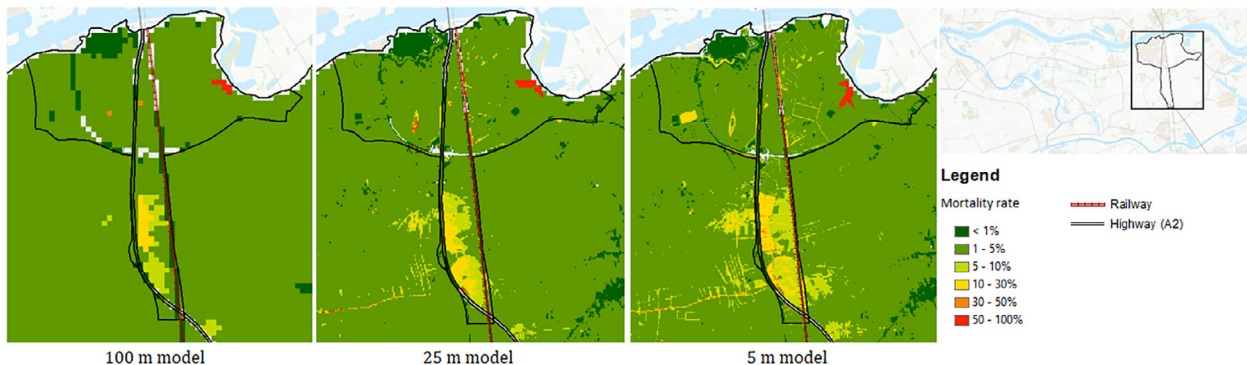 100 m model
25 m model
5 m model
Legend
Mortality rate
< 1%
1 - 5%
5 - 10%
10 - 30%
30 - 50%
50 - 100%
Railway
Highway (A2)